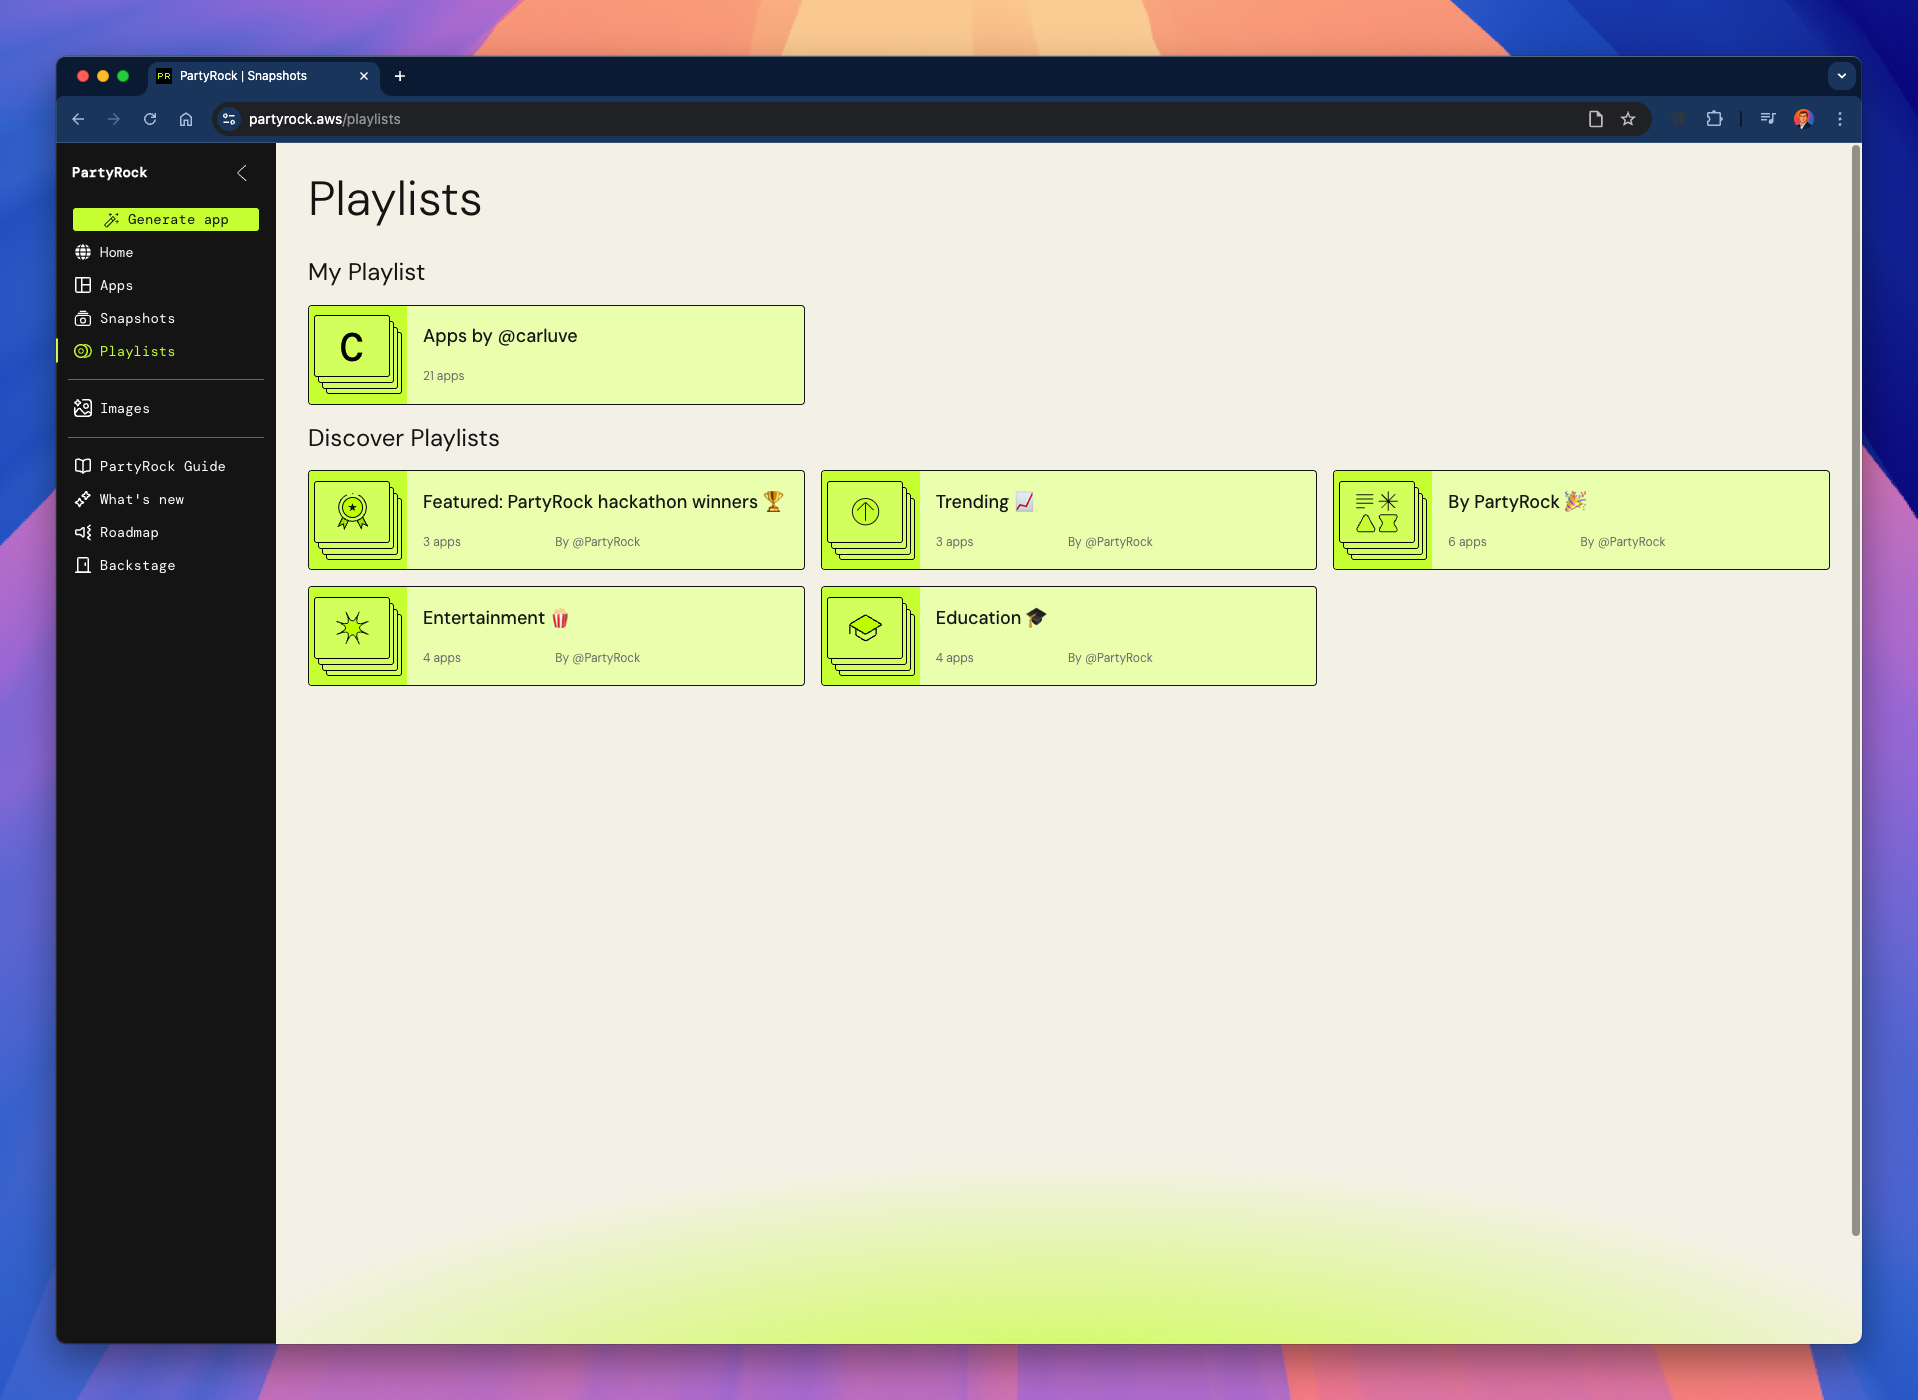 PR PartyRock | Snapshots
partyrock.aws/playlists
PartyRock
Generate app
Home
Apps
Snapshots
Playlists
Images
PartyRock Guide
What's new
Roadmap
Backstage
Playlists
My Playlist
C
Apps by @carluve
21 apps
Discover Playlists
Featured: PartyRock hackathon winners 🏆
3 apps By @PartyRock
Trending 📈
3 apps By @PartyRock
By PartyRock 🎉
6 apps By @PartyRock
Entertainment 🍿
4 apps By @PartyRock
Education 🎓
4 apps By @PartyRock